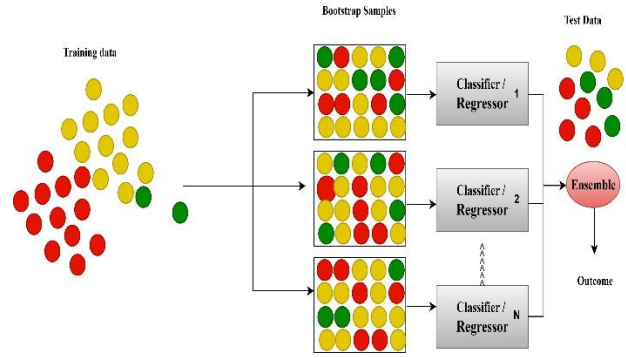 Bootstrap Samples
Test Data
Training data
Classifier /
Regressor
1
Classifier /
Regressor
2
Ensemble
Outcome
Classifier /
Regressor
N